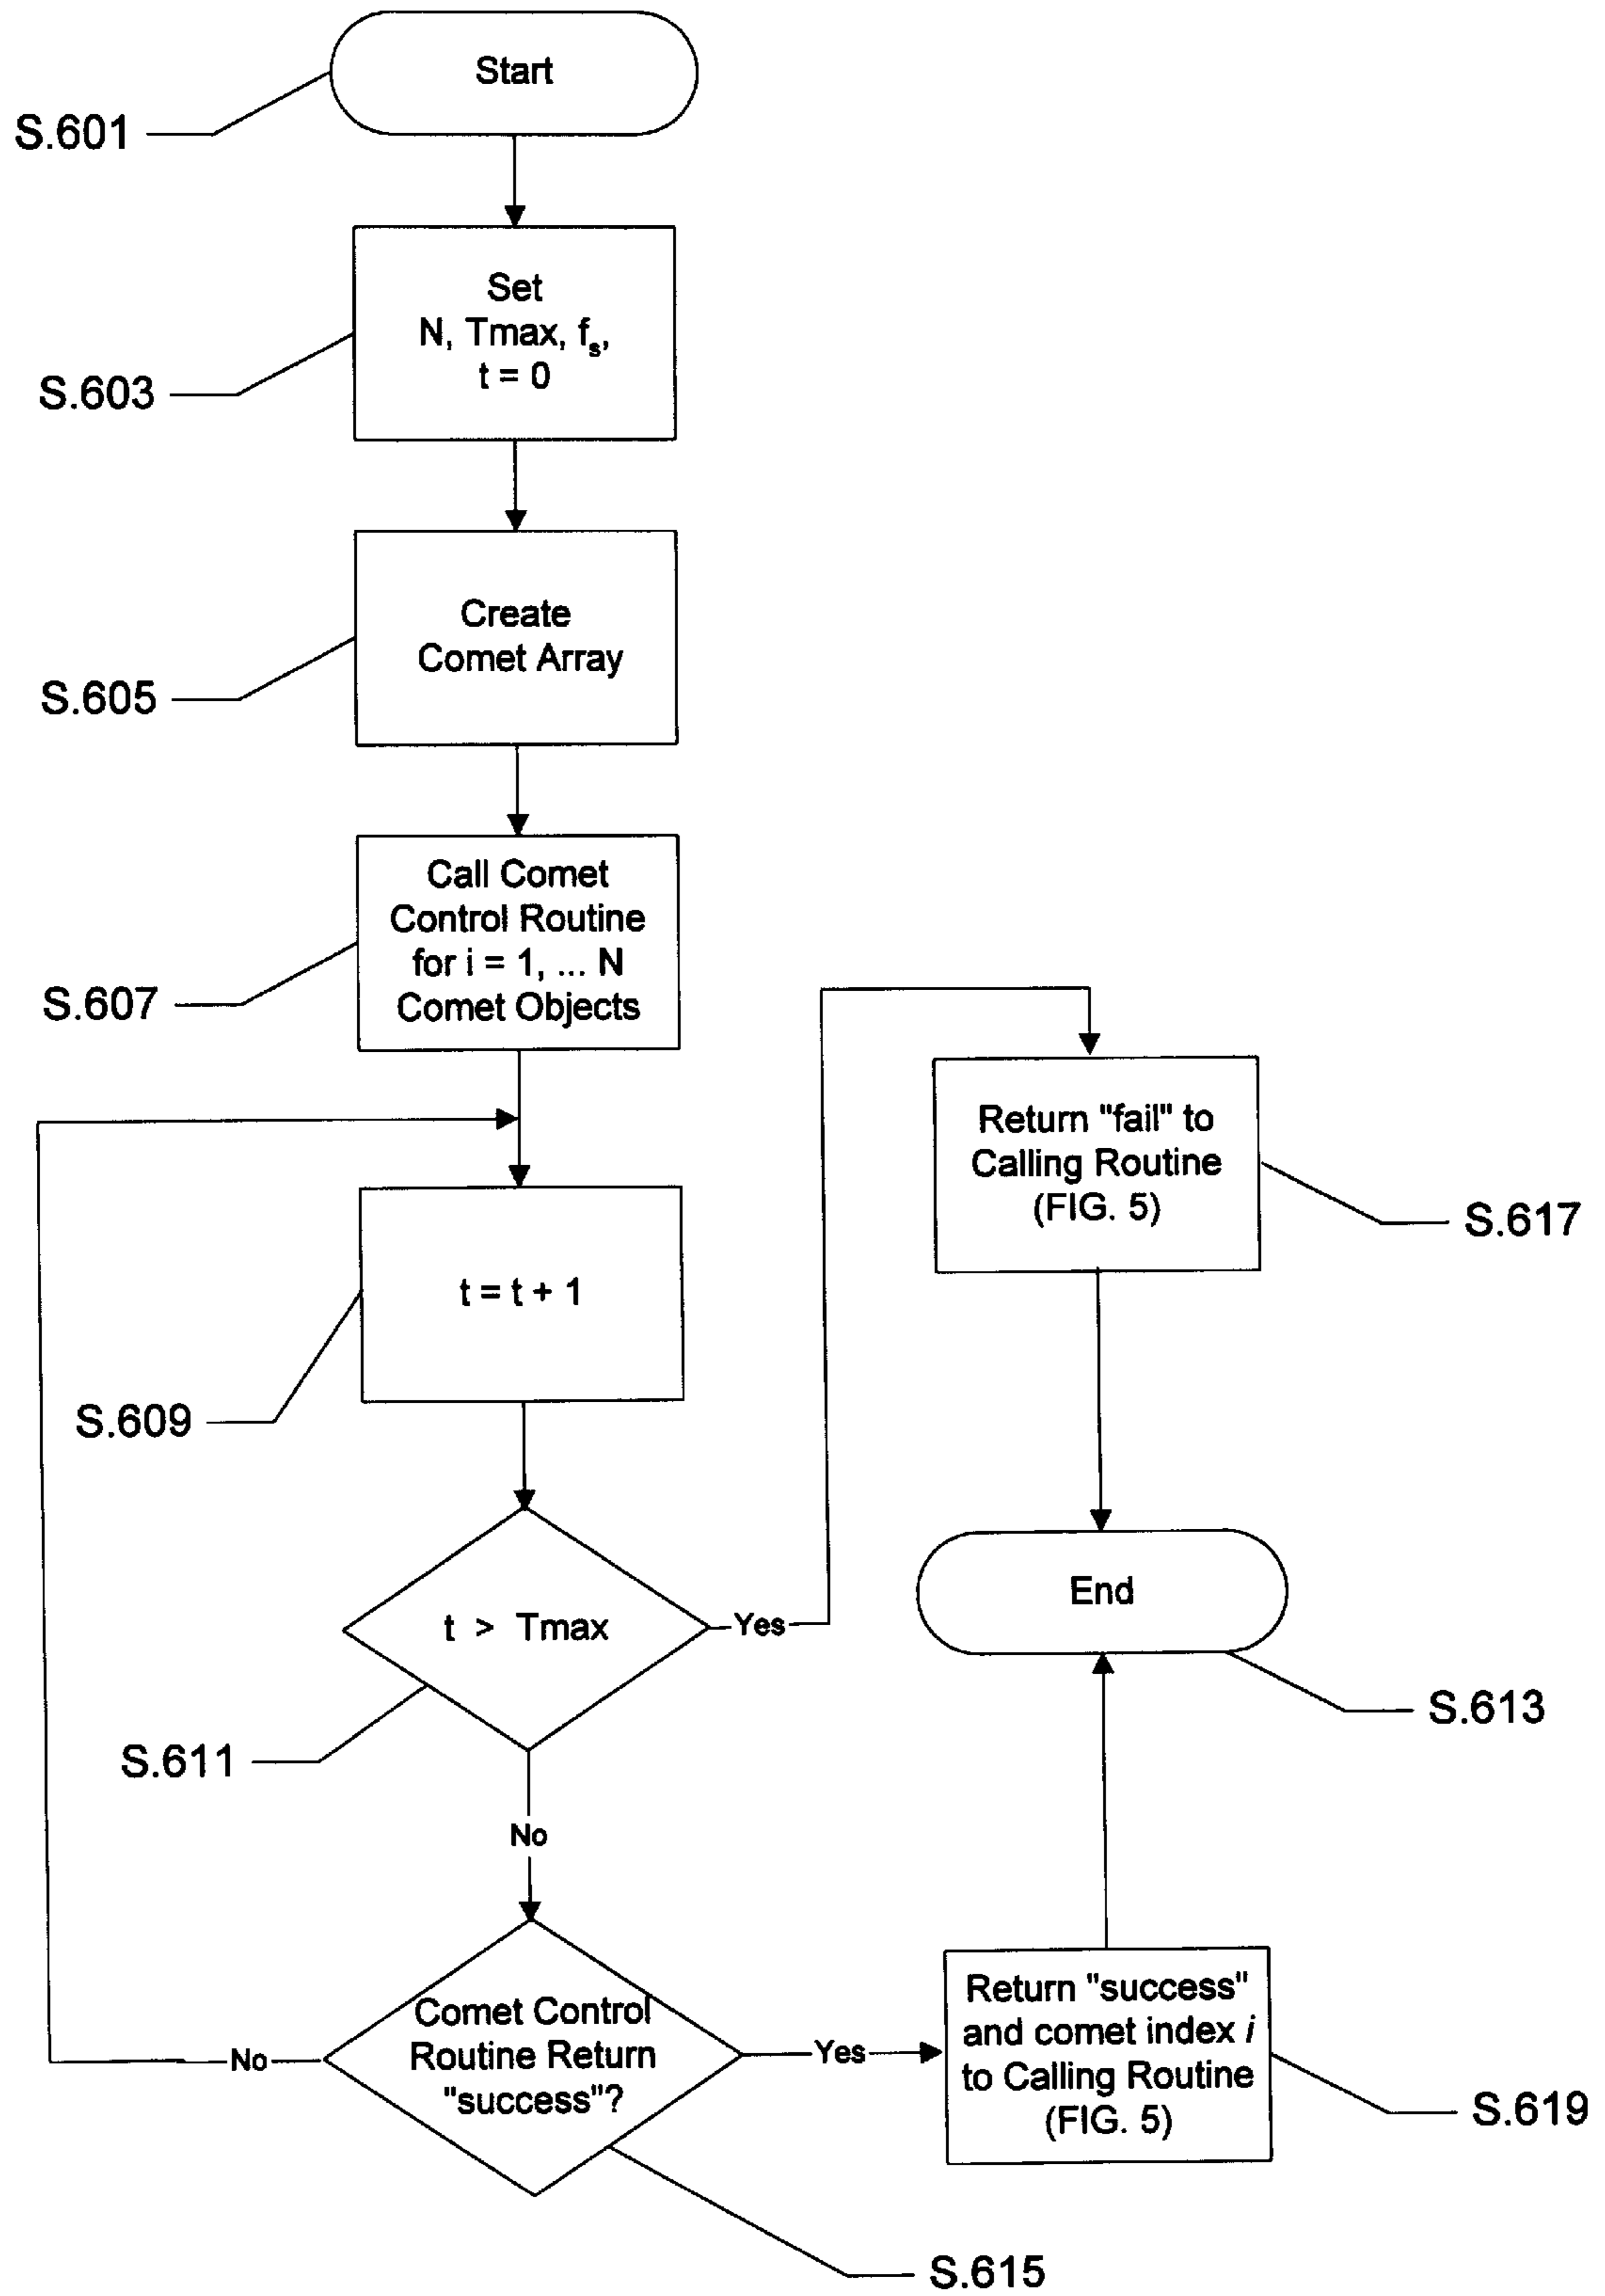 Start
S.601
Set
N, Tmax, fs,
t = 0
S.603
Create
Comet Array
S.605
Call Comet
Control Routine
for i = 1, ... N
Comet Objects
S.607
Return "fail" to
Calling Routine
(FIG. 5)
S.617
t = t + 1
S.609
t > Tmax
Yes
S.611
No
End
S.613
Comet Control
Routine Return
"success"?
No
Yes
S.615
Return "success"
and comet index i
to Calling Routine
(FIG. 5)
S.619